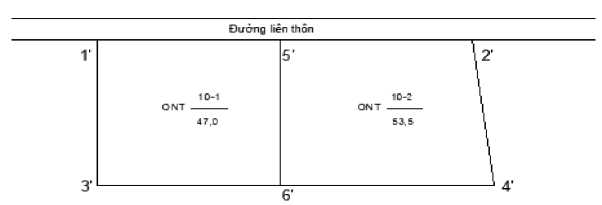 Đường liên thôn
1' 5' 2'
10-1 10-2
ONT ONT
47,0 53,5
3' 6' 4'